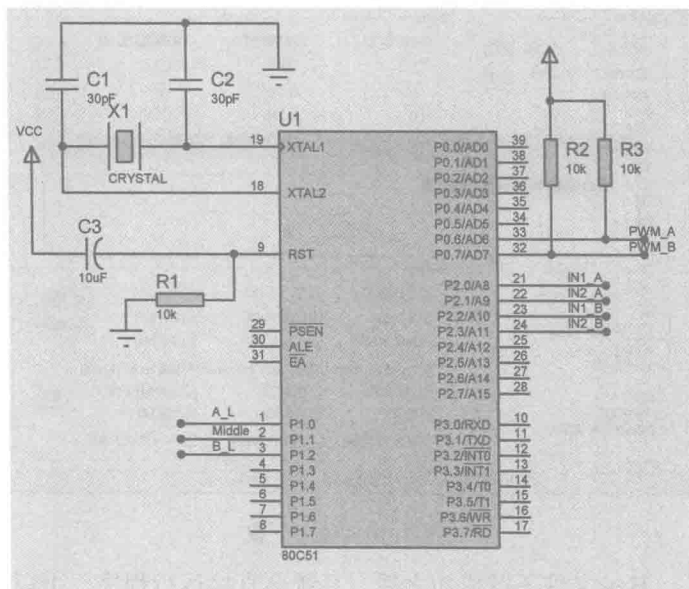 C1
30pF
C2
30pF
X1
CRYSTAL
VCC
C3
10uF
R1
10k
U1
19 XTAL1
18 XTAL2
9 RST
29 PSEN
30 ALE
31 EA
A_L 1 P1.0
Middle 2 P1.1
B_L 3 P1.2
4 P1.3
5 P1.4
6 P1.5
7 P1.6
8 P1.7
P0.0/AD0 39
P0.1/AD1 38
P0.2/AD2 37
P0.3/AD3 36
P0.4/AD4 35
P0.5/AD5 34
P0.6/AD6 33 PWM_A
P0.7/AD7 32 PWM_B
P2.0/A8 21 IN1_A
P2.1/A9 22 IN2_A
P2.2/A10 23 IN1_B
P2.3/A11 24 IN2_B
P2.4/A12 25
P2.5/A13 26
P2.6/A14 27
P2.7/A15 28
P3.0/RXD 10
P3.1/TXD 11
P3.2/INT0 12
P3.3/INT1 13
P3.4/T0 14
P3.5/T1 15
P3.6/WR 16
P3.7/RD 17
80C51
R2
10k
R3
10k